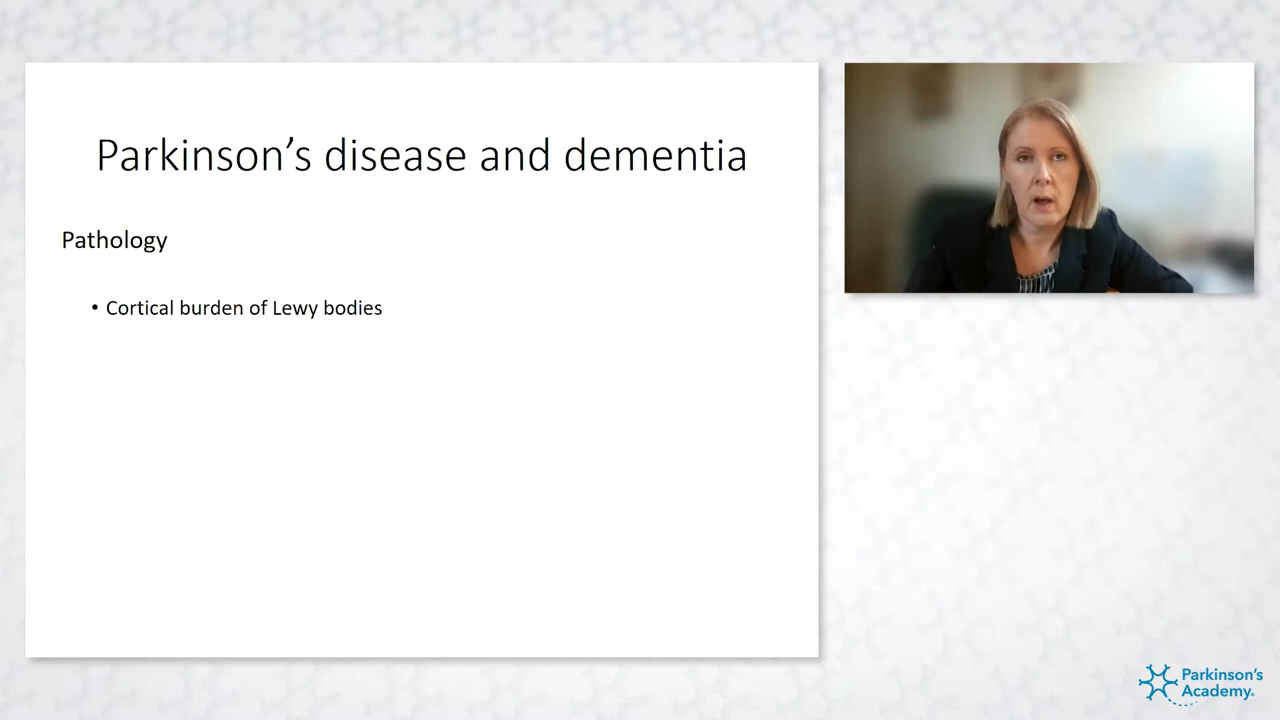 Parkinson’s disease and dementia
Pathology
• Cortical burden of Lewy bodies
Parkinson’s
Academy.